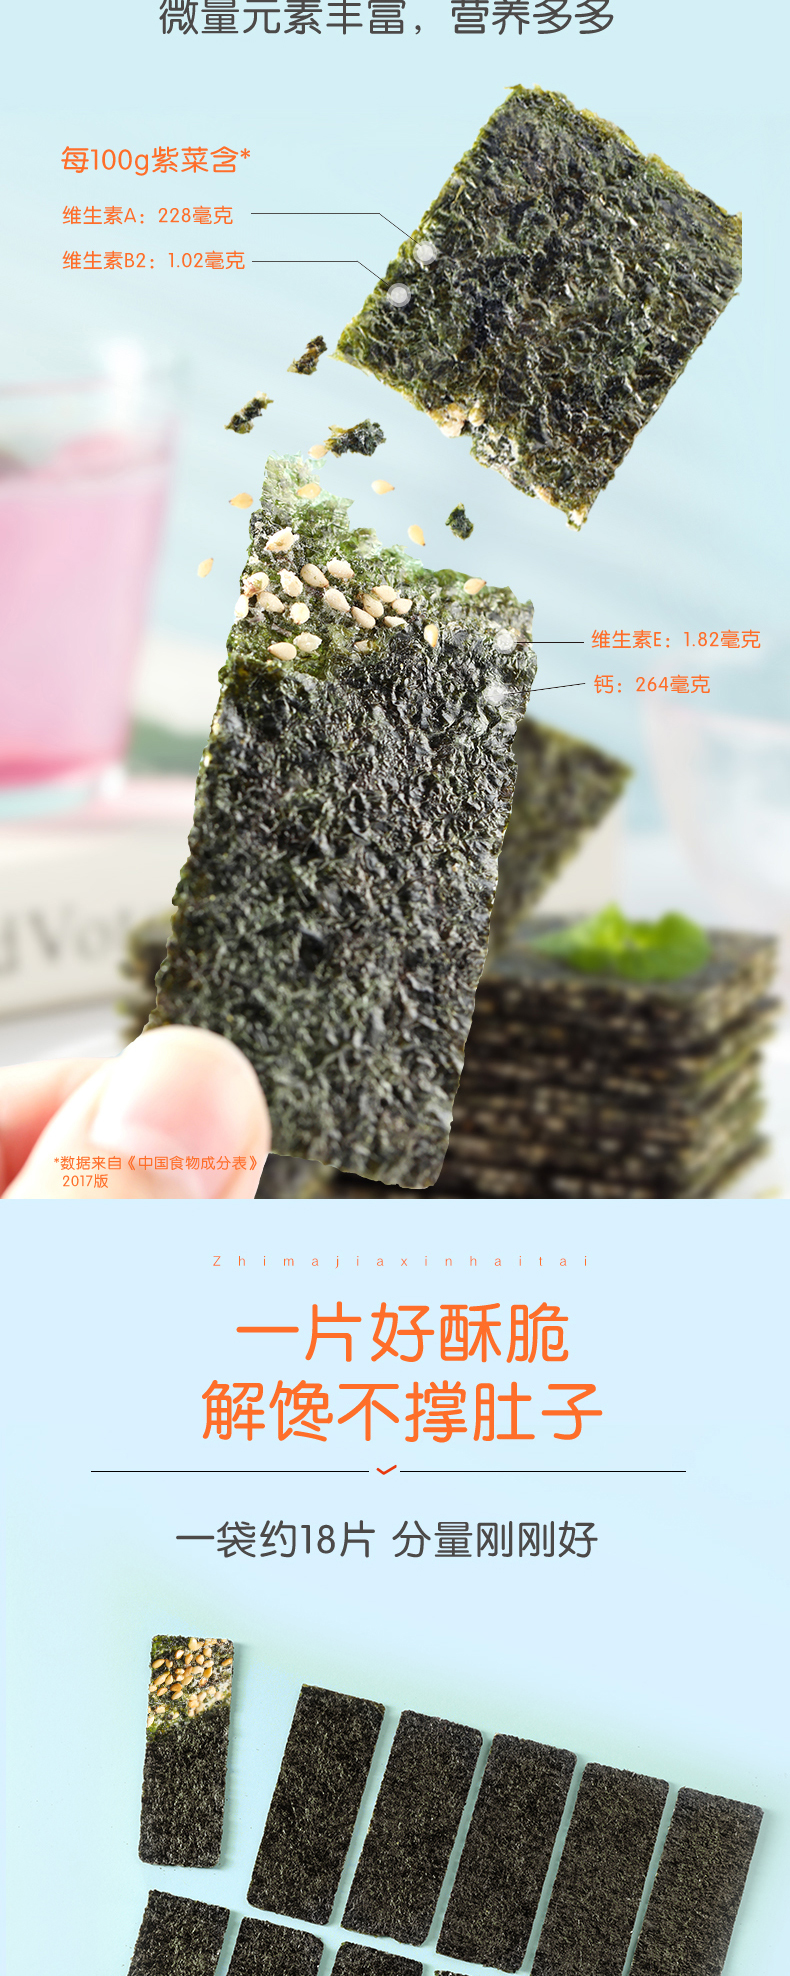 微量元素丰富，营养多多
每100g紫菜含*
维生素A：228毫克
维生素B2：1.02毫克
维生素E：1.82毫克
钙：264毫克
*数据来自《中国食物成分表》
2017版
Zhimajiaxinhaitai
一片好酥脆
解馋不撑肚子
一袋约18片 分量刚刚好